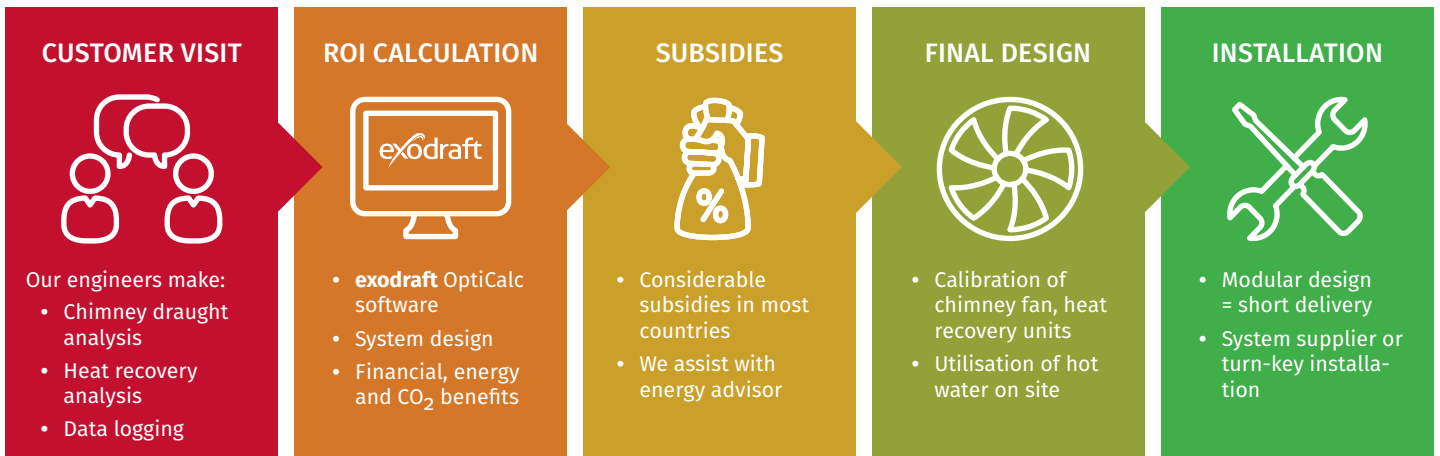 CUSTOMER VISIT
Our engineers make:
• Chimney draught
analysis
• Heat recovery
analysis
• Data logging
ROI CALCULATION
exodraft
• exodraft OptiCalc
software
• System design
• Financial, energy
and CO₂ benefits
SUBSIDIES
%
• Considerable
subsidies in most
countries
• We assist with
energy advisor
FINAL DESIGN
• Calibration of
chimney fan, heat
recovery units
• Utilisation of hot
water on site
INSTALLATION
• Modular design
= short delivery
• System supplier or
turn-key installa-
tion